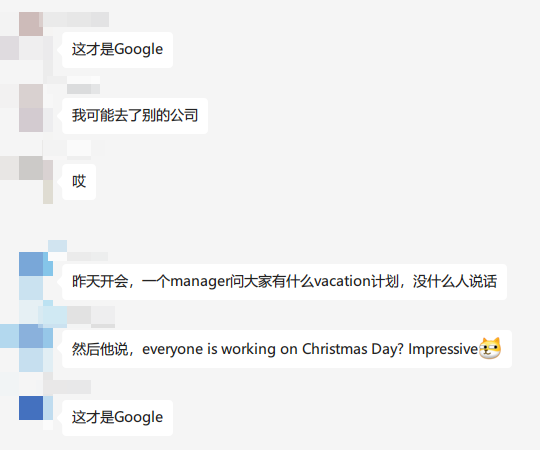 这才是Google
我可能去了别的公司
哎
昨天开会，一个manager问大家有什么vacation计划，没什么人说话
然后他说，everyone is working on Christmas Day? Impressive
这才是Google